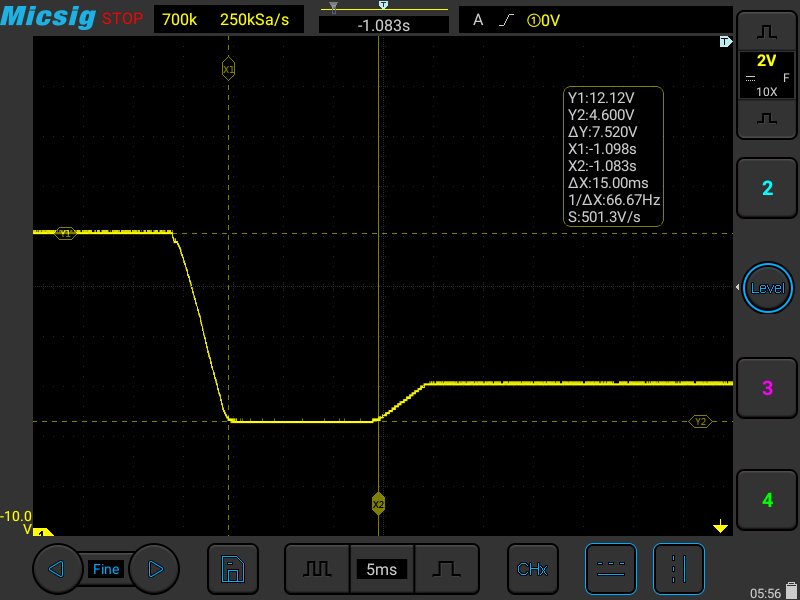 Micsig STOP 700k 250kSa/s T -1.083s A ①0V
T
X1
2V
F
10X
Y1:12.12V
Y2:4.600V
ΔY:7.520V
X1:-1.098s
X2:-1.083s
ΔX:15.00ms
1/ΔX:66.67Hz
S:501.3V/s
2
Y1
Level
3
Y2
X2
4
-10.0
V
1
Fine
5ms
CHx
05:56